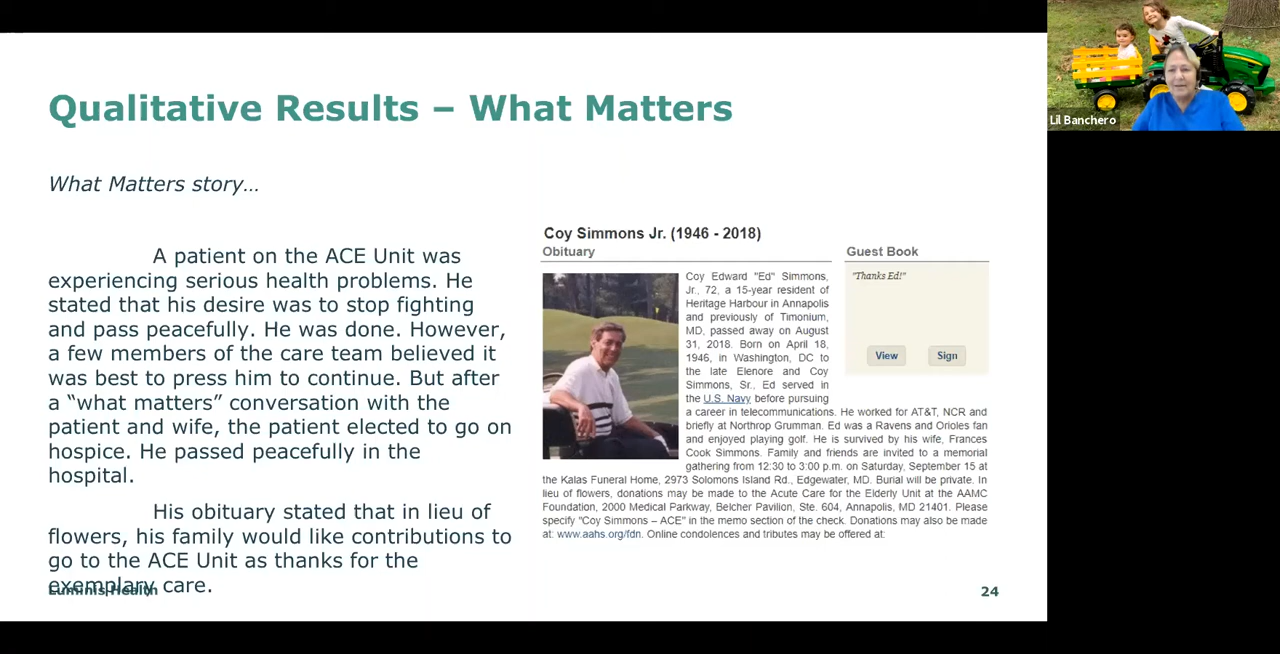 Qualitative Results – What Matters
What Matters story…
A patient on the ACE Unit was
experiencing serious health problems. He
stated that his desire was to stop fighting
and pass peacefully. He was done. However,
a few members of the care team believed it
was best to press him to continue. But after
a “what matters” conversation with the
patient and wife, the patient elected to go on
hospice. He passed peacefully in the
hospital.
His obituary stated that in lieu of
flowers, his family would like contributions to
go to the ACE Unit as thanks for the
exemplary care.
Luminis Health
Coy Simmons Jr. (1946 - 2018)
Obituary
Coy Edward "Ed" Simmons,
Jr., 72, a 15-year resident of
Heritage Harbour in Annapolis
and previously of Timonium,
MD, passed away on August
31, 2018. Born on April 18,
1946, in Washington, DC to
the late Elenore and Coy
Simmons, Sr., Ed served in
the U.S. Navy before pursuing
a career in telecommunications. He worked for AT&T, NCR and
briefly at Northrop Grumman. Ed was a Ravens and Orioles fan
and enjoyed playing golf. He is survived by his wife, Frances
Cook Simmons. Family and friends are invited to a memorial
gathering from 12:30 to 3:00 p.m. on Saturday, September 15 at
the Kalas Funeral Home, 2973 Solomons Island Rd., Edgewater, MD. Burial will be private. In
lieu of flowers, donations may be made to the Acute Care for the Elderly Unit at the AAMC
Foundation, 2000 Medical Parkway, Belcher Pavilion, Ste. 604, Annapolis, MD 21401. Please
specify "Coy Simmons – ACE" in the memo section of the check. Donations may also be made
at: www.aahs.org/fdn. Online condolences and tributes may be offered at:
Guest Book
"Thanks Ed!"
View Sign
24
Lil Banchero